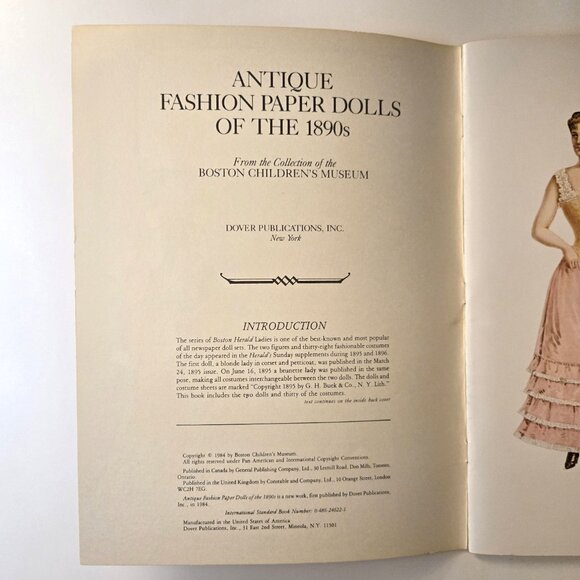 ANTIQUE
FASHION PAPER DOLLS
OF THE 1890s
From the Collection of the
BOSTON CHILDREN'S MUSEUM
DOVER PUBLICATIONS, INC.
New York
INTRODUCTION
The series of Boston Herald Ladies is one of the best-known and most popular
of all newspaper doll sets. The two figures and thirty-eight fashionable costumes
of the day appeared in the Herald's Sunday supplements during 1895 and 1896.
The first doll, a blonde lady in corset and petticoat, was published in the March
24, 1895 issue. On June 16, 1895 a brunette lady was published in the same
pose, making all costumes interchangeable between the two dolls. The dolls and
costume sheets are marked "Copyright 1895 by G. H. Buek & Co., N. Y. Lith."
This book includes the two dolls and thirty of the costumes.
text continues on the inside back cover
Copyright © 1984 by Boston Children's Museum.
All rights reserved under Pan American and International Copyright Conventions.
Published in Canada by General Publishing Company, Ltd., 30 Lesmill Road, Don Mills, Toronto,
Ontario.
Published in the United Kingdom by Constable and Company, Ltd., 10 Orange Street, London
WC2H 7EG.
Antique Fashion Paper Dolls of the 1890s is a new work, first published by Dover Publications,
Inc., in 1984.
International Standard Book Number: 0-486-24622-1
Manufactured in the United States of America
Dover Publications, Inc., 31 East 2nd Street, Mineola, N.Y. 11501